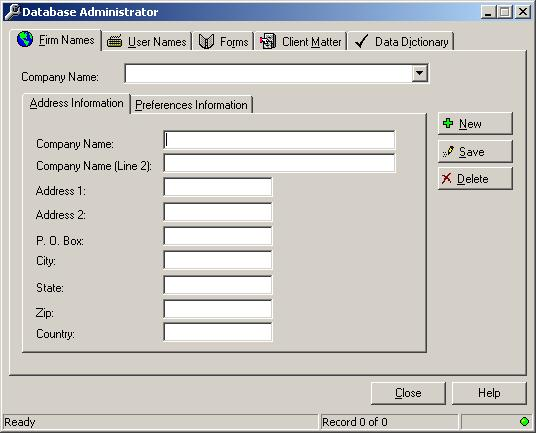 Database Administrator
Firm Names User Names Forms Client Matter Data Dictionary
Company Name:
Address Information Preferences Information
Company Name:
Company Name (Line 2):
Address 1:
Address 2:
P. O. Box:
City:
State:
Zip:
Country:
New
Save
Delete
Close Help
Ready Record 0 of 0